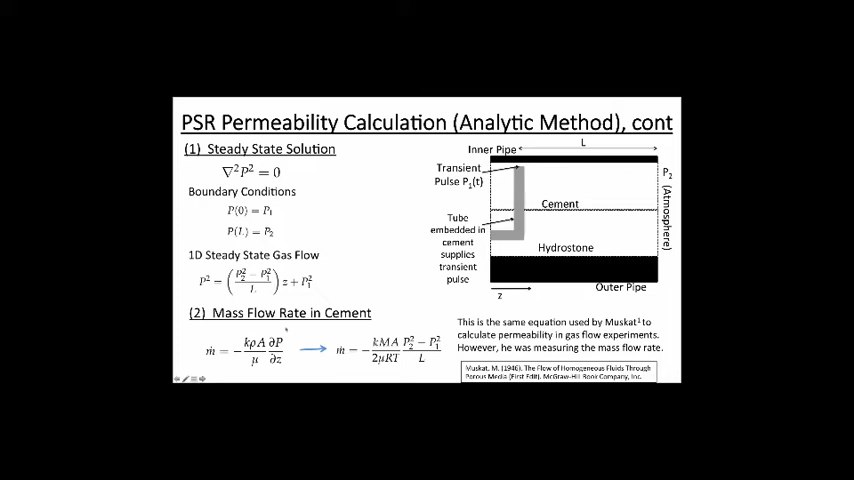 PSR Permeability Calculation (Analytic Method), cont
(1) Steady State Solution
∇²P² = 0
Boundary Conditions
P(0) = P₁
P(L) = P₂
1D Steady State Gas Flow
P² = ((P₂² − P₁²) / L) z + P₁²
(2) Mass Flow Rate in Cement
ṁ = − (kρA / μ) (∂P / ∂z) → ṁ = − (kMA / 2μRT) ((P₂² − P₁²) / L)
L
Inner Pipe
Transient
Pulse P₁(t)
P₂
(Atmosphere)
Cement
Tube
embedded in
cement
supplies
transient
pulse
Hydrostone
Outer Pipe
z
This is the same equation used by Muskat¹ to
calculate permeability in gas flow experiments.
However, he was measuring the mass flow rate.
Muskat, M. (1946). The Flow of Homogeneous Fluids Through
Porous Media (First Edit). McGraw-Hill Book Company, Inc.